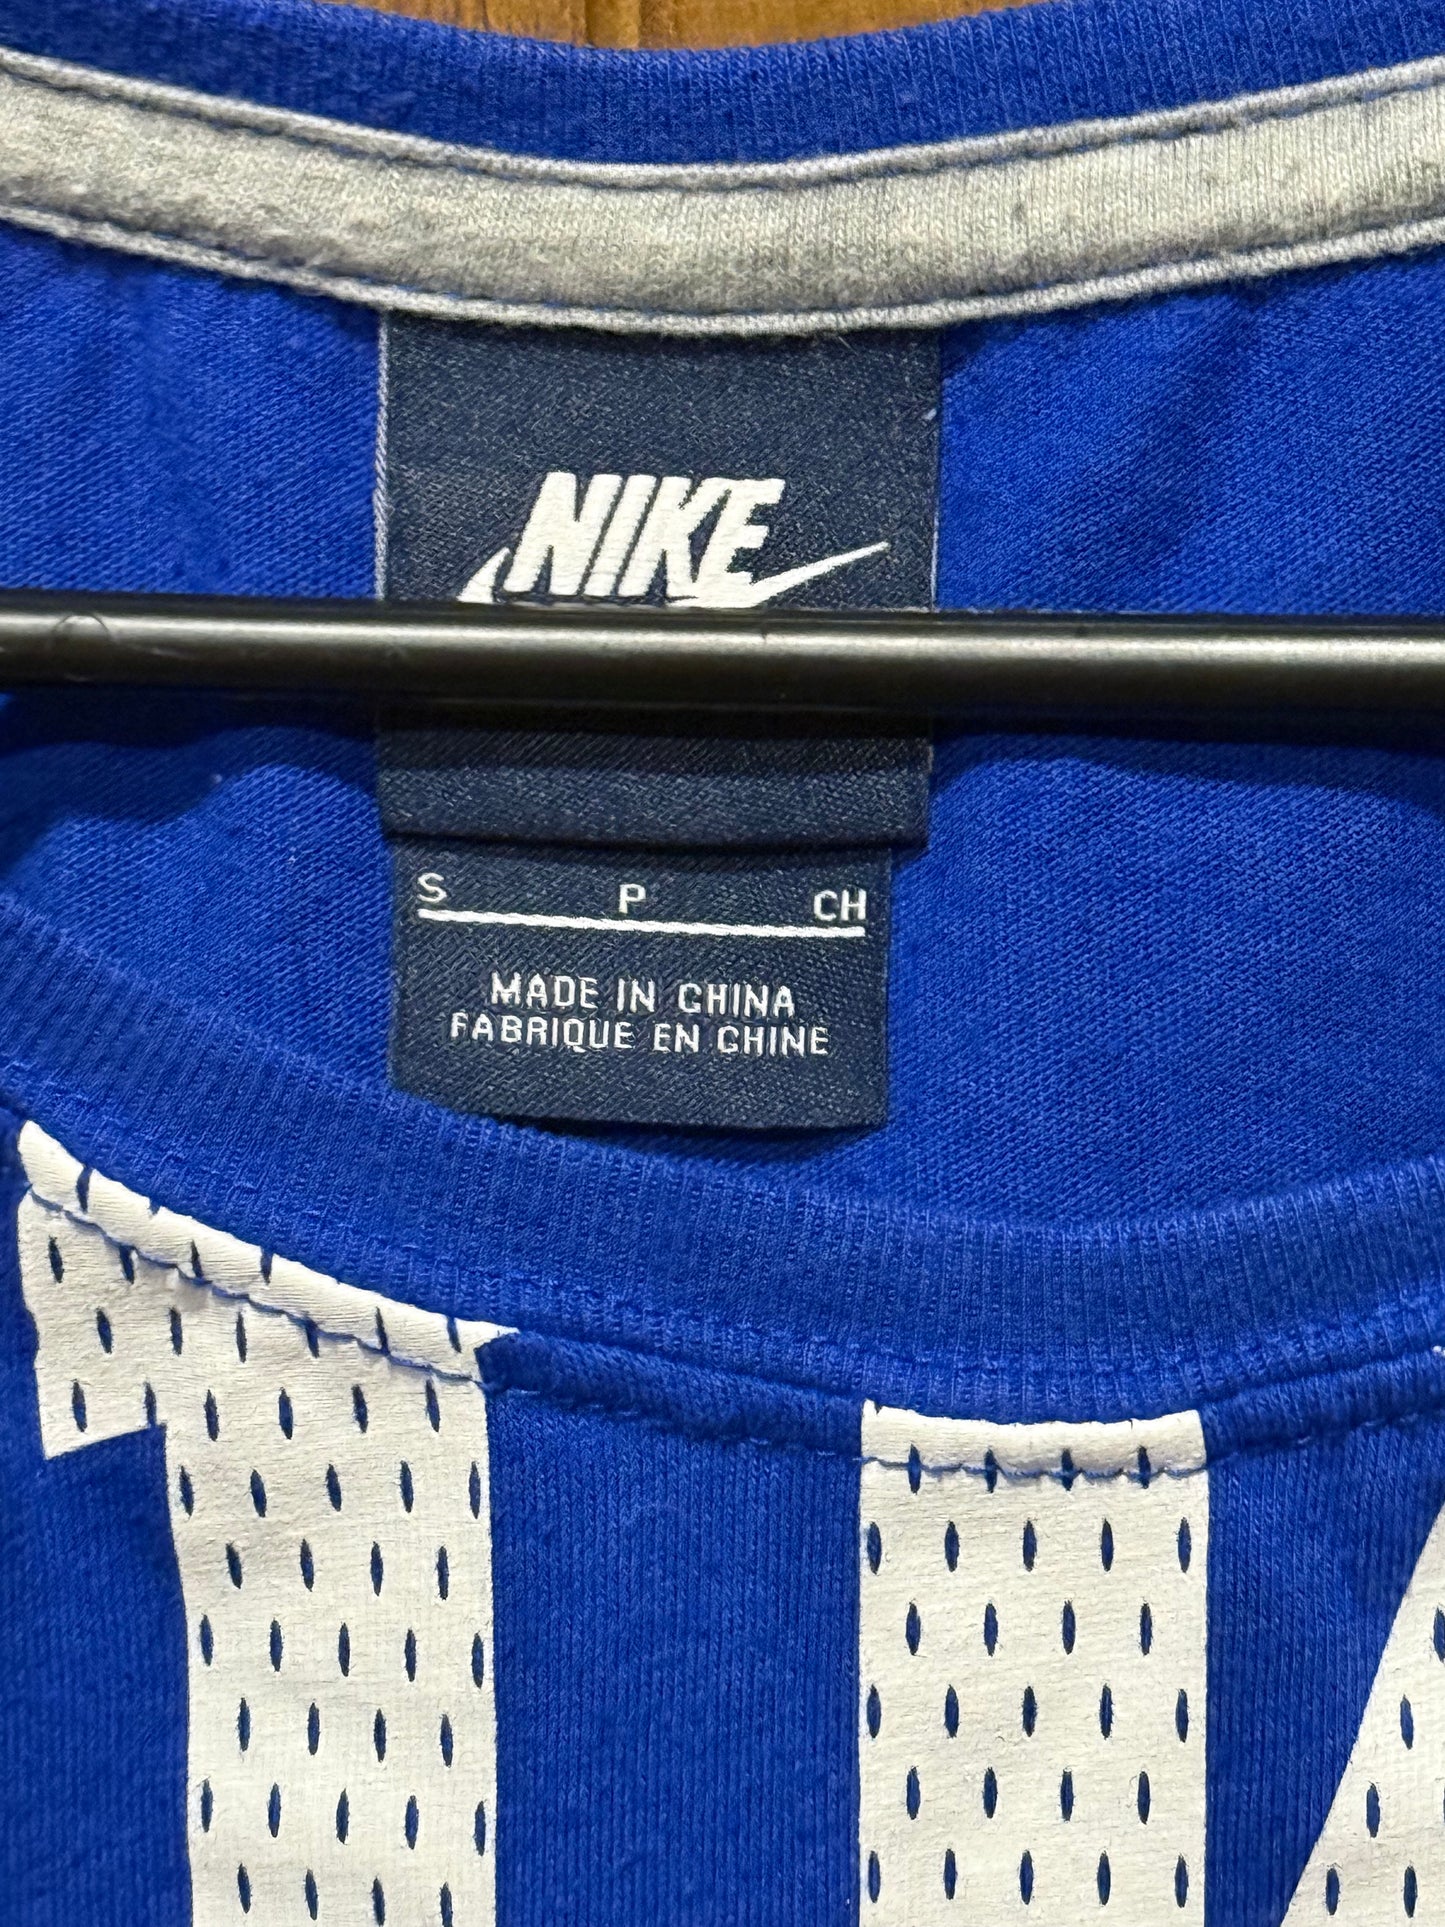 NIKE
S P CH
MADE IN CHINA
FABRIQUE EN CHINE